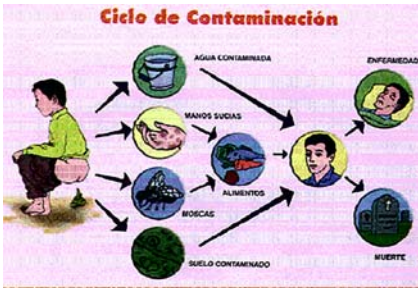 Ciclo de Contaminación
AGUA CONTAMINADA
ENFERMEDAD
MANOS SUCIAS
ALIMENTOS
MOSCAS
SUELO CONTAMINADO
MUERTE